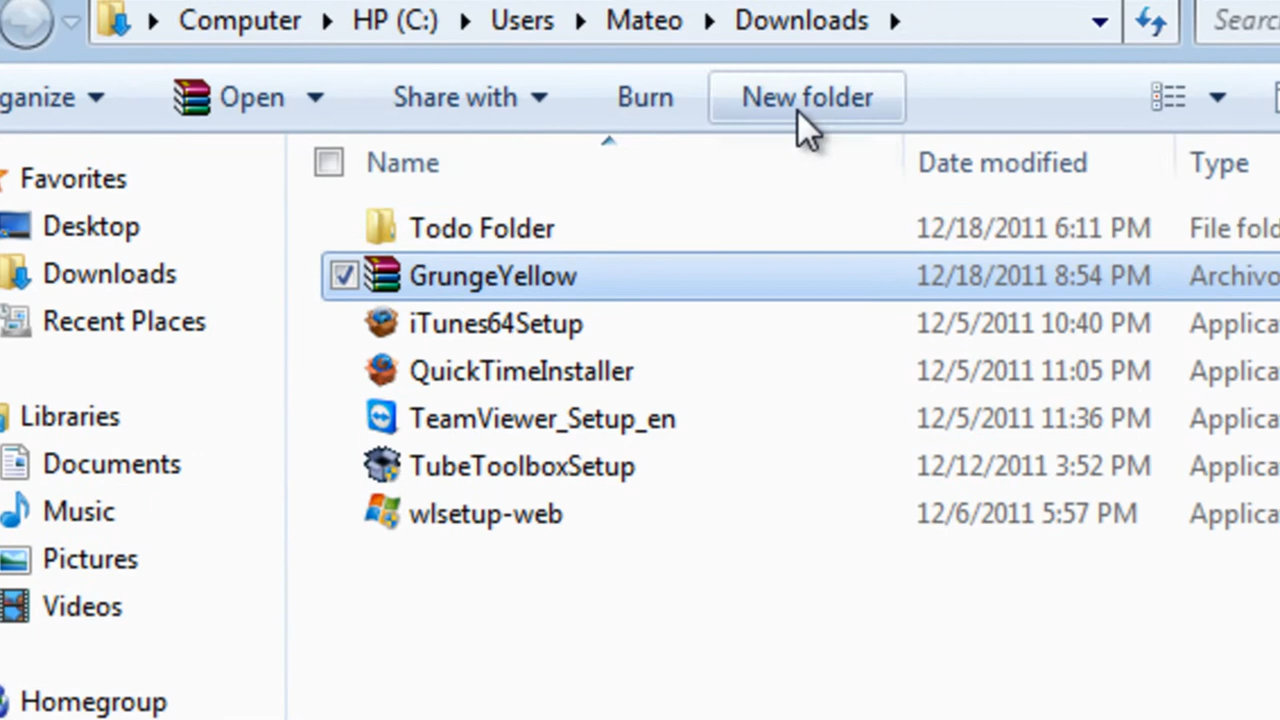 Computer HP (C:) Users Mateo Downloads Searc
ganize Open Share with Burn New folder
Name Date modified Type
Favorites
Desktop
Downloads
Recent Places
Libraries
Documents
Music
Pictures
Videos
Homegroup
Todo Folder 12/18/2011 6:11 PM File fold
GrungeYellow 12/18/2011 8:54 PM Archivo
iTunes64Setup 12/5/2011 10:40 PM Applica
QuickTimeInstaller 12/5/2011 11:05 PM Applica
TeamViewer_Setup_en 12/5/2011 11:36 PM Applica
TubeToolboxSetup 12/12/2011 3:52 PM Applica
wlsetup-web 12/6/2011 5:57 PM Applica